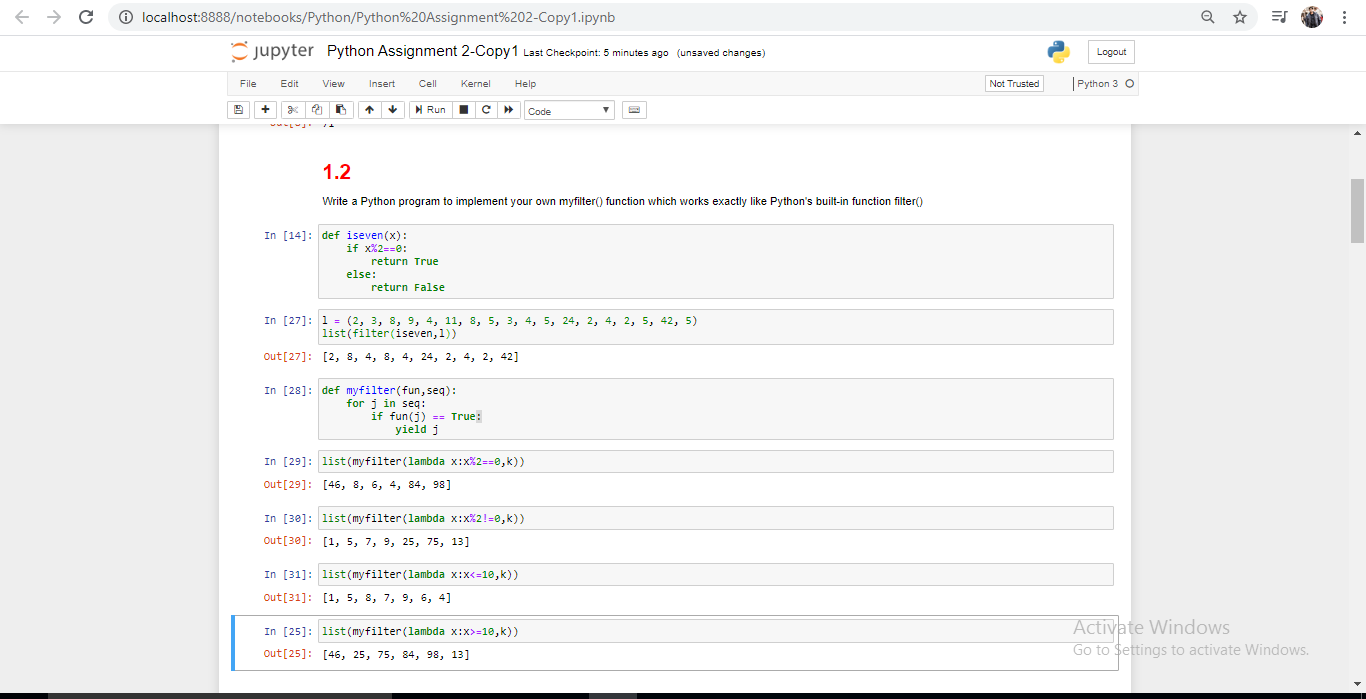 localhost:8888/notebooks/Python/Python%20Assignment%202-Copy1.ipynb
jupyter Python Assignment 2-Copy1 Last Checkpoint: 5 minutes ago (unsaved changes)
Logout
File Edit View Insert Cell Kernel Help
Not Trusted
Python 3
Run
Code
1.2
Write a Python program to implement your own myfilter() function which works exactly like Python's built-in function filter()
In [14]: def iseven(x):
if x%2==0:
return True
else:
return False
In [27]: l = (2, 3, 8, 9, 4, 11, 8, 5, 3, 4, 5, 24, 2, 4, 2, 5, 42, 5)
list(filter(iseven,l))
Out[27]: [2, 8, 4, 8, 4, 24, 2, 4, 2, 42]
In [28]: def myfilter(fun,seq):
for j in seq:
if fun(j) == True:
yield j
In [29]: list(myfilter(lambda x:x%2==0,k))
Out[29]: [46, 8, 6, 4, 84, 98]
In [30]: list(myfilter(lambda x:x%2!=0,k))
Out[30]: [1, 5, 7, 9, 25, 75, 13]
In [31]: list(myfilter(lambda x:x<=10,k))
Out[31]: [1, 5, 8, 7, 9, 6, 4]
In [25]: list(myfilter(lambda x:x>=10,k))
Out[25]: [46, 25, 75, 84, 98, 13]
Activate Windows
Go to Settings to activate Windows.